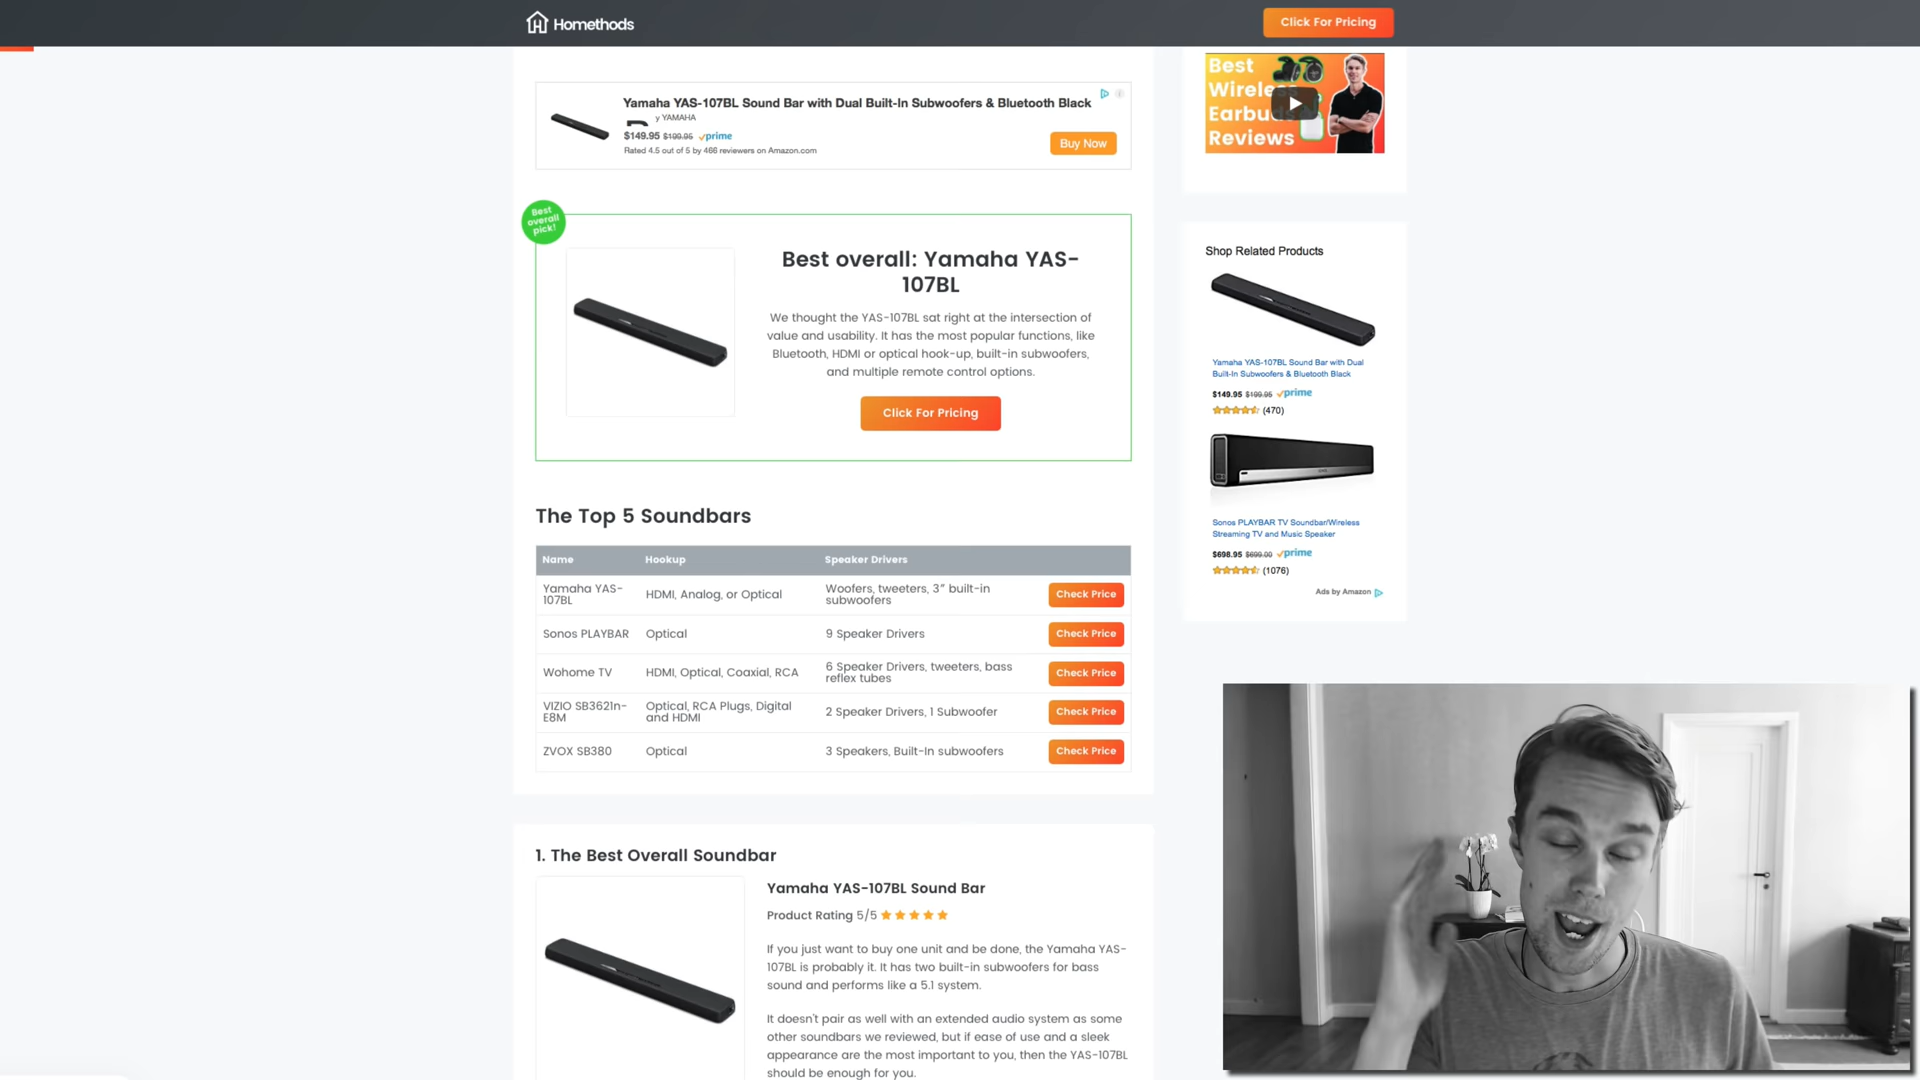 Homethods
Click For Pricing
Yamaha YAS-107BL Sound Bar with Dual Built-In Subwoofers & Bluetooth Black
y YAMAHA
$149.95 $199.95 prime
Rated 4.5 out of 5 by 466 reviewers on Amazon.com
Buy Now
Best
overall
pick!
Best overall: Yamaha YAS-
107BL
We thought the YAS-107BL sat right at the intersection of
value and usability. It has the most popular functions, like
Bluetooth, HDMI or optical hook-up, built-in subwoofers,
and multiple remote control options.
Click For Pricing
The Top 5 Soundbars
Name Hookup Speaker Drivers
Yamaha YAS-
107BL
HDMI, Analog, or Optical
Woofers, tweeters, 3” built-in
subwoofers
Check Price
Sonos PLAYBAR Optical 9 Speaker Drivers Check Price
Wohome TV HDMI, Optical, Coaxial, RCA
6 Speaker Drivers, tweeters, bass
reflex tubes
Check Price
VIZIO SB3621n-
E8M
Optical, RCA Plugs, Digital
and HDMI
2 Speaker Drivers, 1 Subwoofer Check Price
ZVOX SB380 Optical 3 Speakers, Built-In subwoofers Check Price
1. The Best Overall Soundbar
Yamaha YAS-107BL Sound Bar
Product Rating 5/5
If you just want to buy one unit and be done, the Yamaha YAS-
107BL is probably it. It has two built-in subwoofers for bass
sound and performs like a 5.1 system.
It doesn't pair as well with an extended audio system as some
other soundbars we reviewed, but if ease of use and a sleek
appearance are the most important to you, then the YAS-107BL
should be enough for you.
Best
Wireless
Earbu
Reviews
Shop Related Products
Yamaha YAS-107BL Sound Bar with Dual
Built-In Subwoofers & Bluetooth Black
$149.95 $199.95 prime
(470)
Sonos PLAYBAR TV Soundbar/Wireless
Streaming TV and Music Speaker
$698.95 $699.00 prime
(1076)
Ads by Amazon